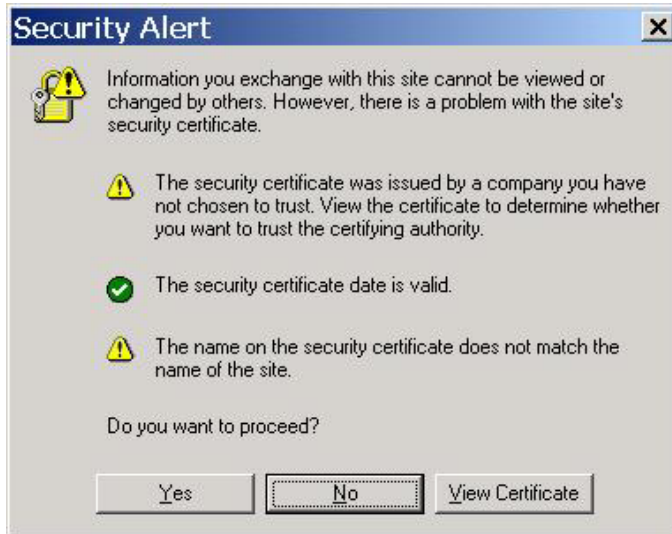 Security Alert
Information you exchange with this site cannot be viewed or
changed by others. However, there is a problem with the site's
security certificate.
The security certificate was issued by a company you have
not chosen to trust. View the certificate to determine whether
you want to trust the certifying authority.
The security certificate date is valid.
The name on the security certificate does not match the
name of the site.
Do you want to proceed?
Yes No View Certificate